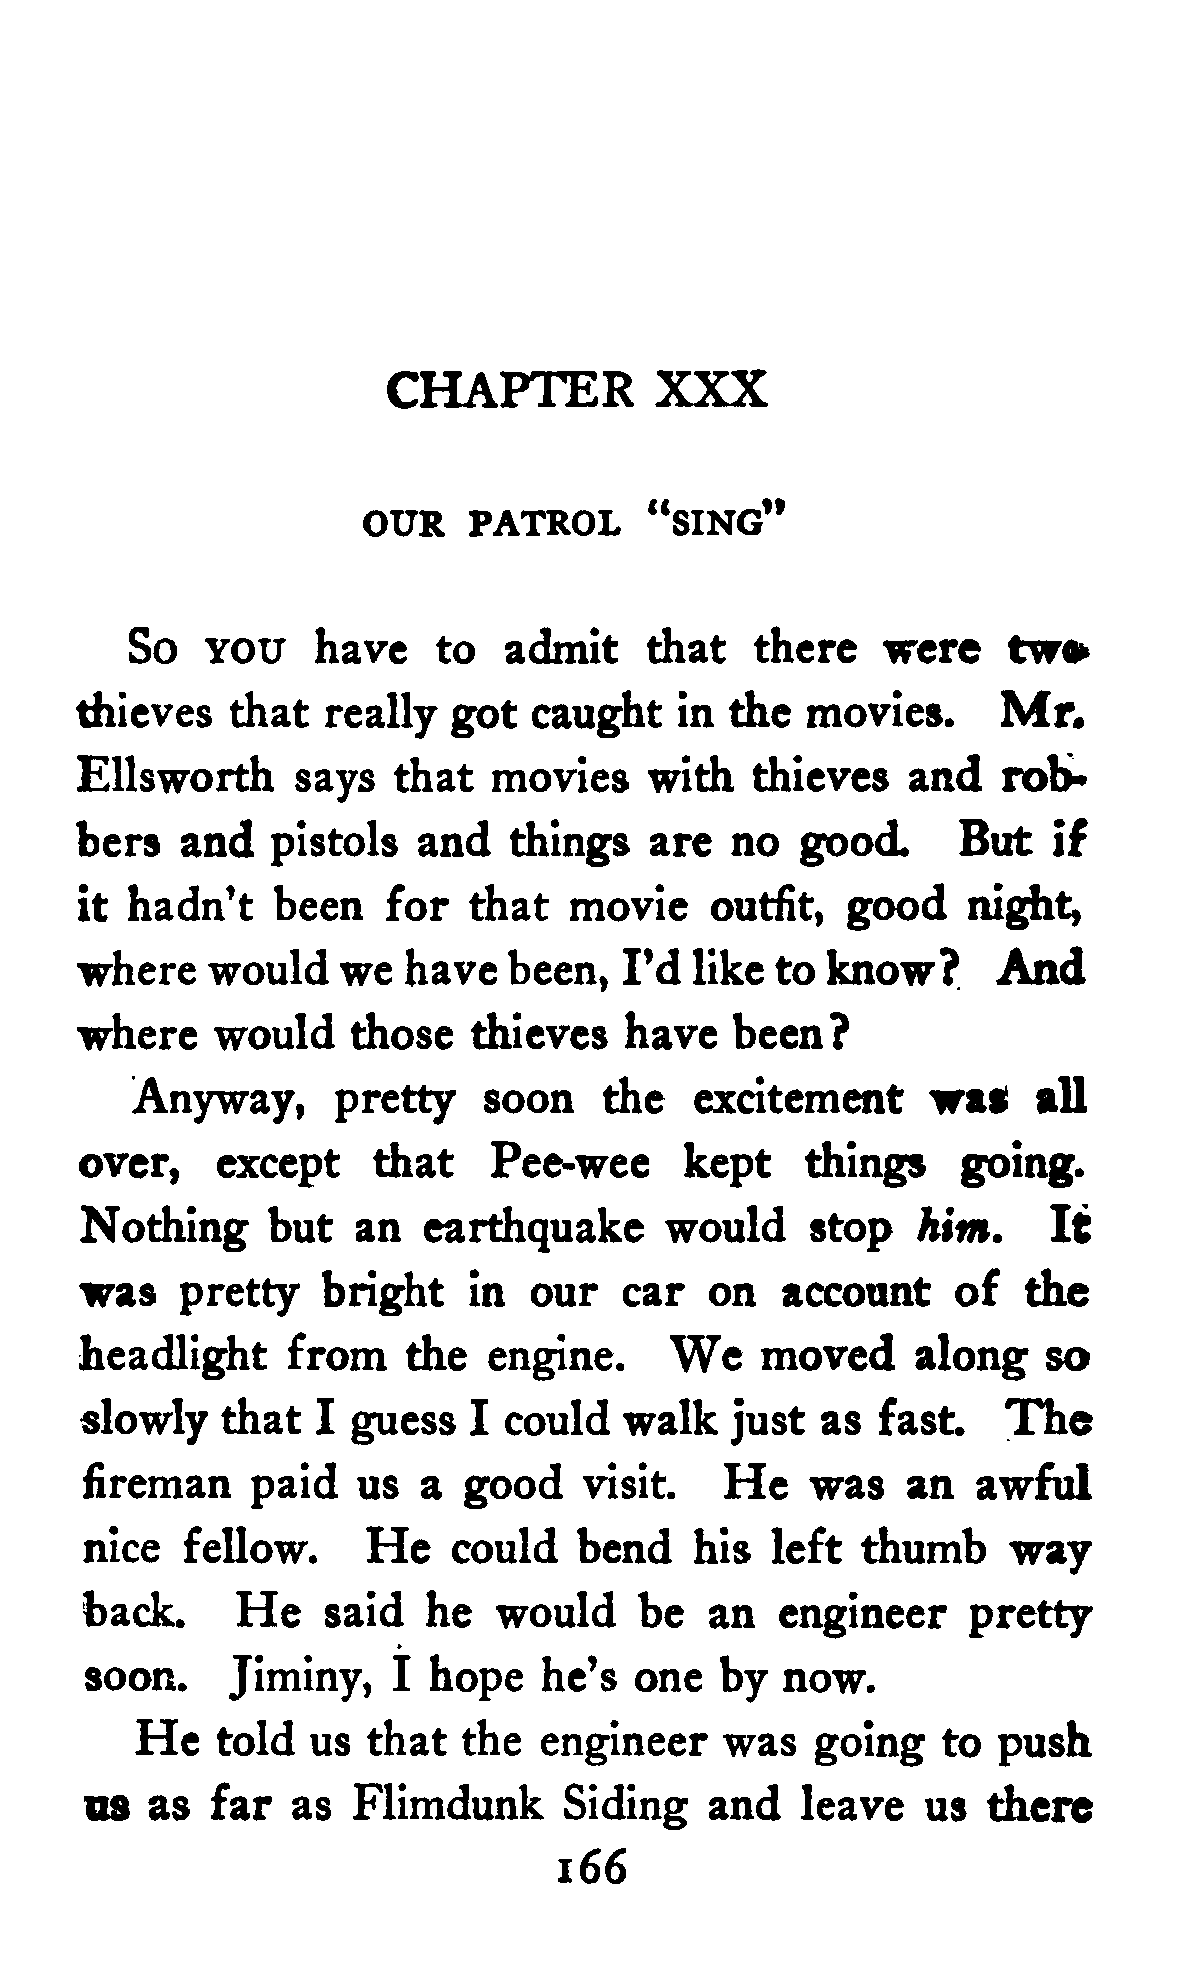 CHAPTER XXX
OUR PATROL “SING”
So YOU have to admit that there were two
thieves that really got caught in the movies. Mr.
Ellsworth says that movies with thieves and rob-
bers and pistols and things are no good. But if
it hadn’t been for that movie outfit, good night,
where would we have been, I’d like to know? And
where would those thieves have been?
Anyway, pretty soon the excitement was all
over, except that Pee-wee kept things going.
Nothing but an earthquake would stop him. It
was pretty bright in our car on account of the
headlight from the engine. We moved along so
slowly that I guess I could walk just as fast. The
fireman paid us a good visit. He was an awful
nice fellow. He could bend his left thumb way
back. He said he would be an engineer pretty
soon. Jiminy, I hope he’s one by now.
He told us that the engineer was going to push
us as far as Flimdunk Siding and leave us there
166